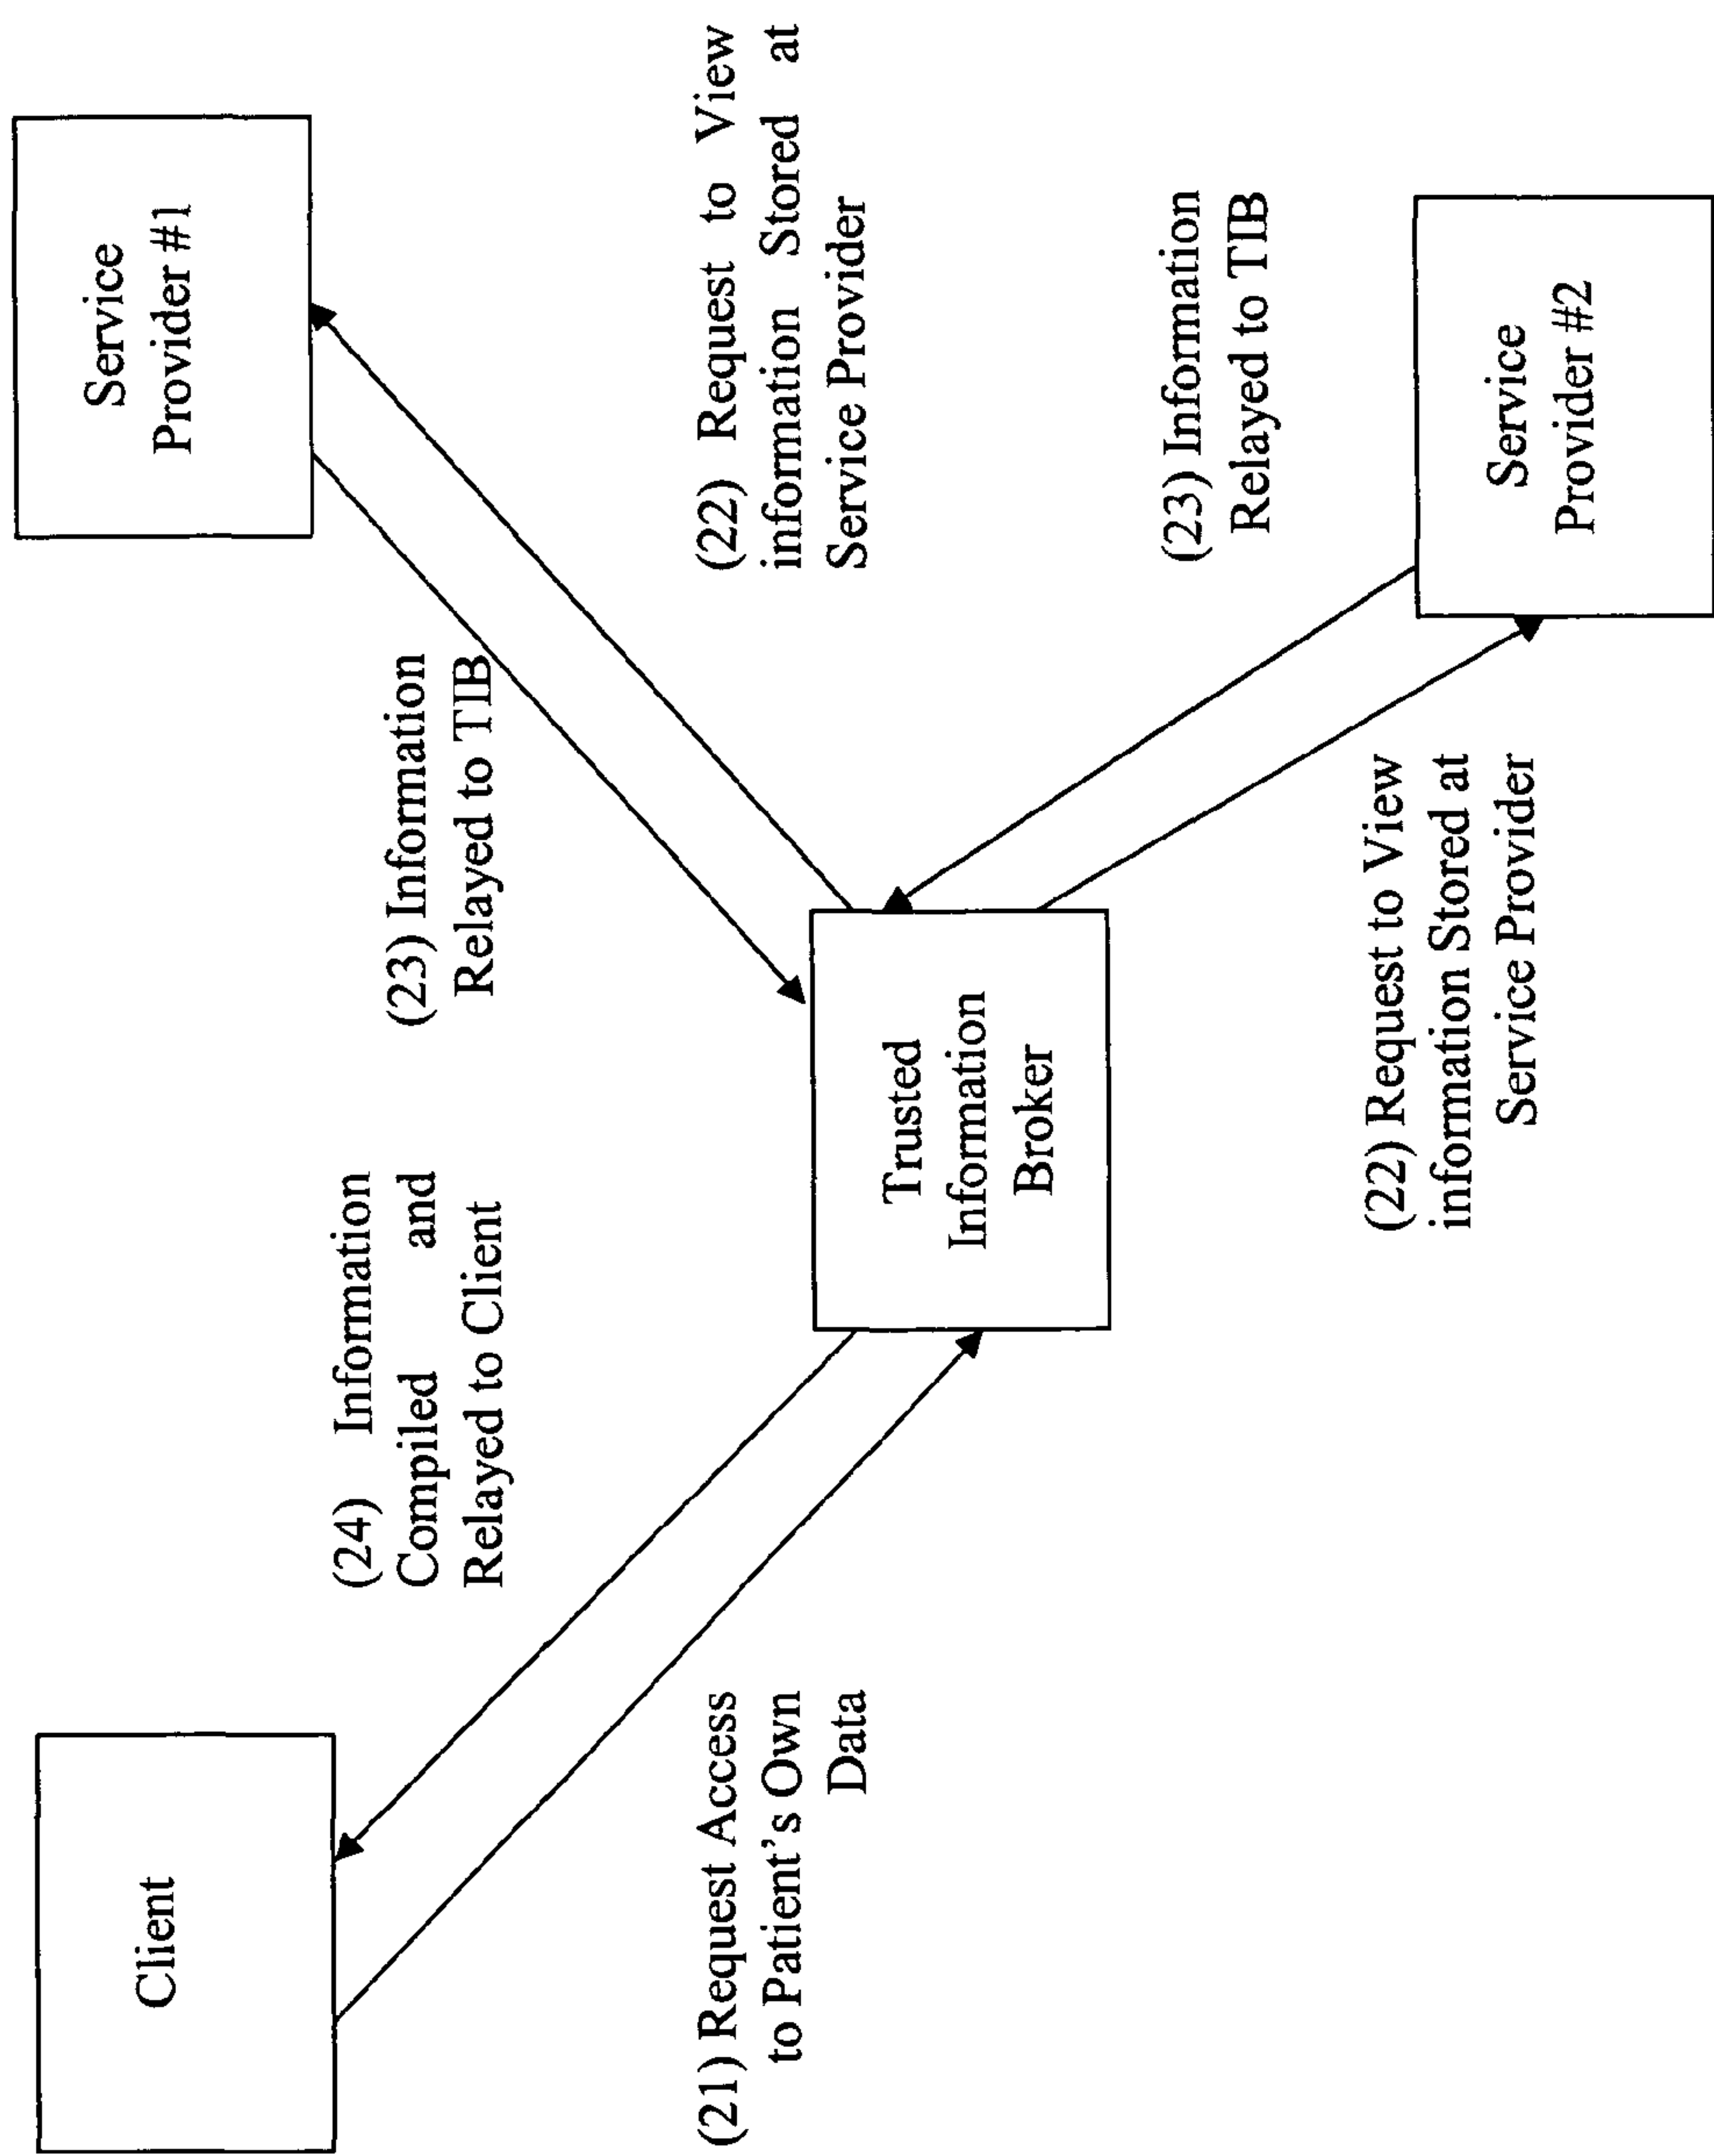 Client
(24) Information
Compiled and
Relayed to Client
(21) Request Access
to Patient's Own
Data
Trusted
Information
Broker
(23) Information
Relayed to TIB
Service
Provider #1
(22) Request to View
information Stored at
Service Provider
(23) Information
Relayed to TIB
(22) Request to View
information Stored at
Service Provider
Service
Provider #2